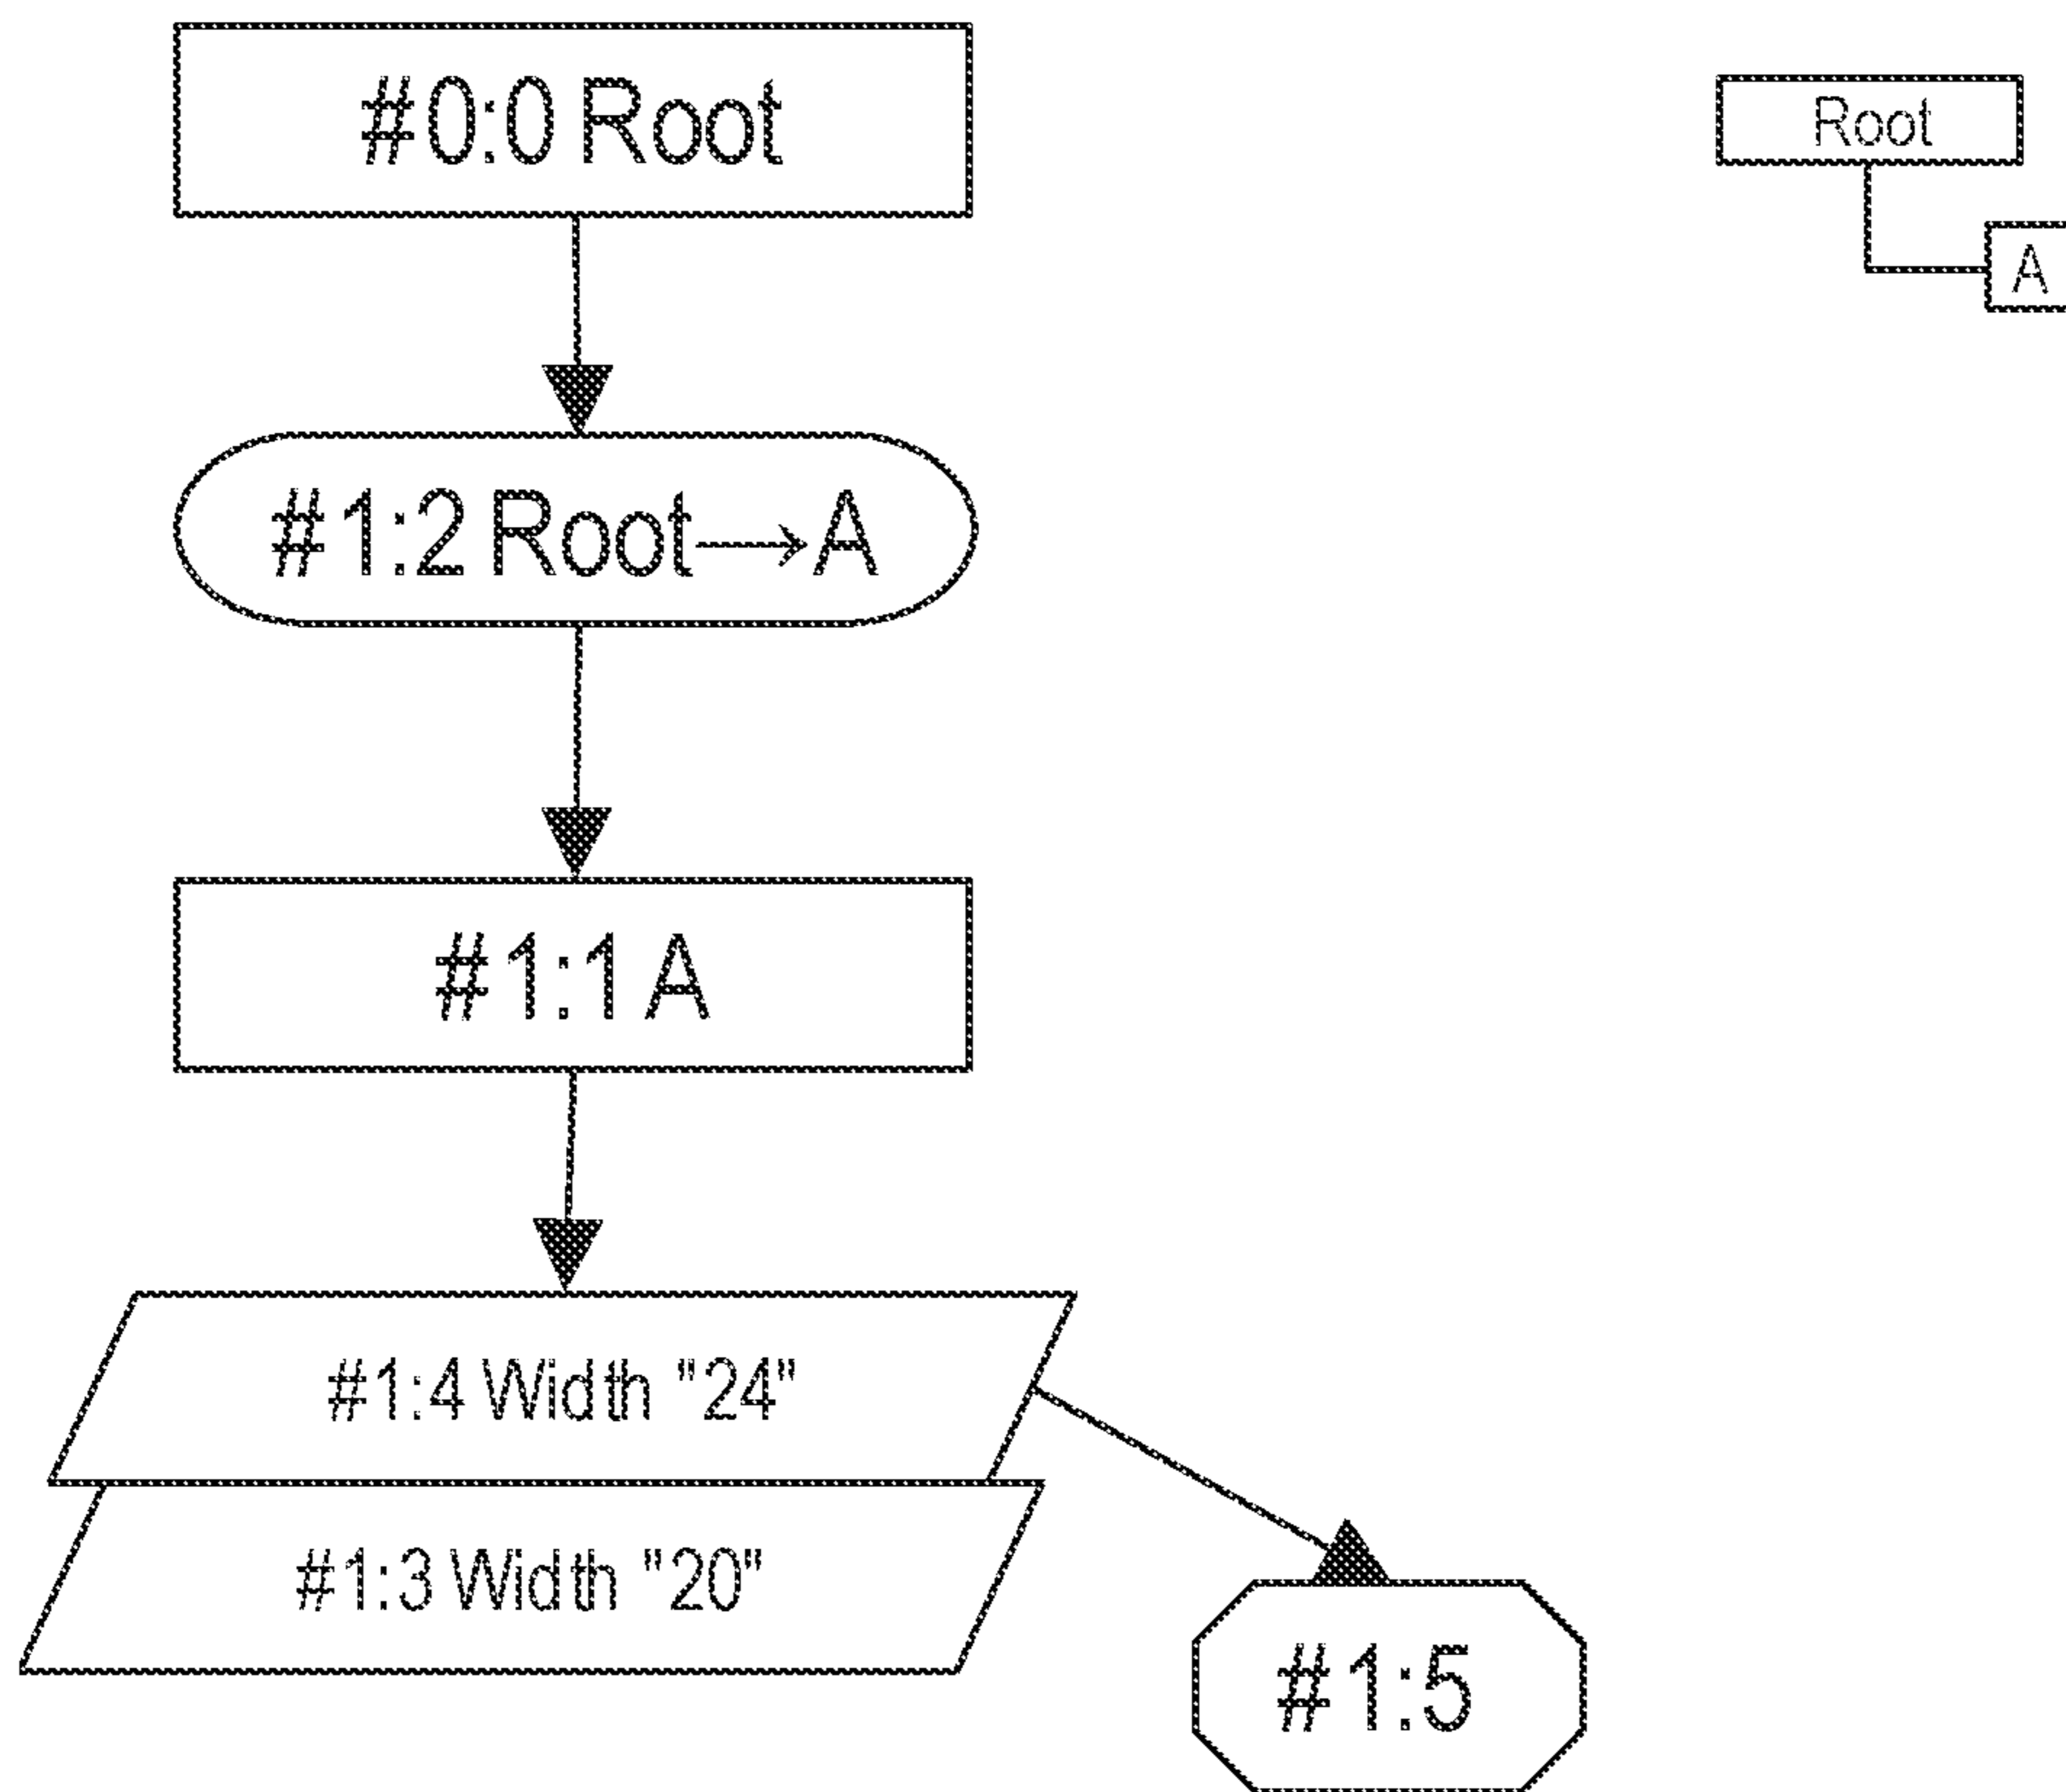 #0:0 Root
Root
A
#1:2 Root→A
#1:1 A
#1:4 Width "24"
#1:3 Width "20"
#1:5